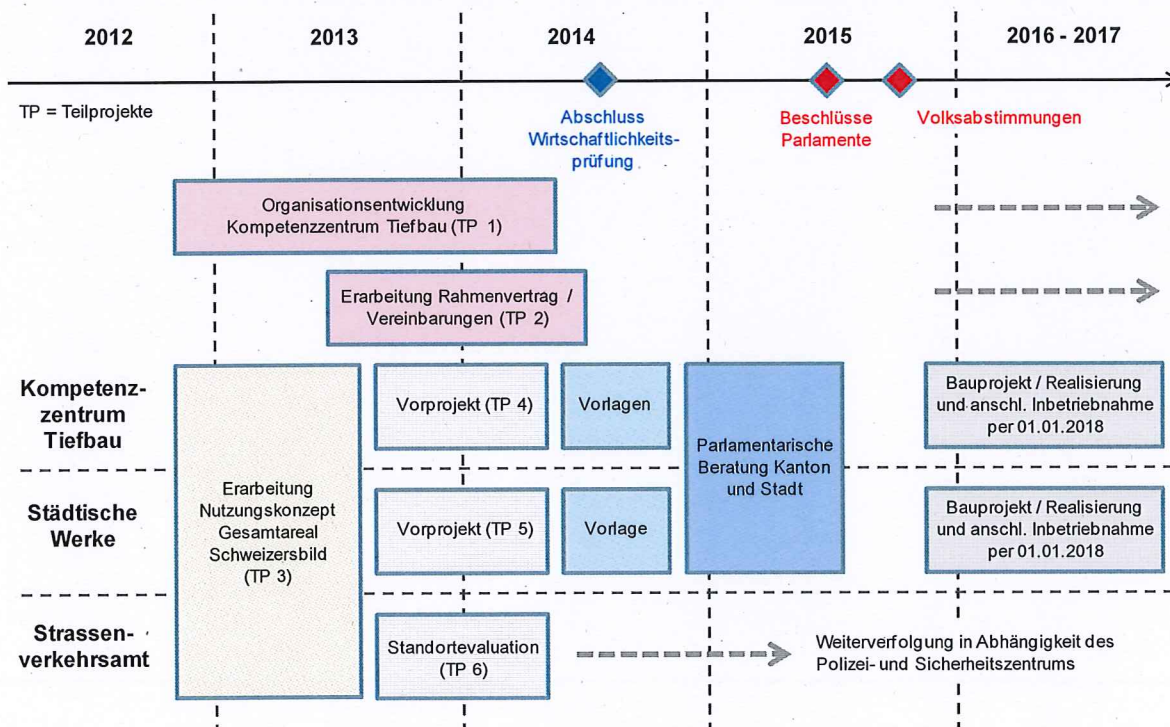 2012
2013
2014
2015
2016 - 2017
TP = Teilprojekte
Abschluss
Wirtschaftlichkeits-
prüfung
Beschlüsse
Parlamente
Volksabstimmungen
Organisationsentwicklung
Kompetenzzentrum Tiefbau (TP 1)
Erarbeitung Rahmenvertrag /
Vereinbarungen (TP 2)
Kompetenz-
zentrum
Tiefbau
Städtische
Werke
Strassen-
verkehrsamt
Erarbeitung
Nutzungskonzept
Gesamtareal
Schweizersbild
(TP 3)
Vorprojekt (TP 4)
Vorlagen
Vorprojekt (TP 5)
Vorlage
Standortevaluation
(TP 6)
Parlamentarische
Beratung Kanton
und Stadt
Bauprojekt / Realisierung
und anschl. Inbetriebnahme
per 01.01.2018
Bauprojekt / Realisierung
und anschl. Inbetriebnahme
per 01.01.2018
Weiterverfolgung in Abhängigkeit des
Polizei- und Sicherheitszentrums